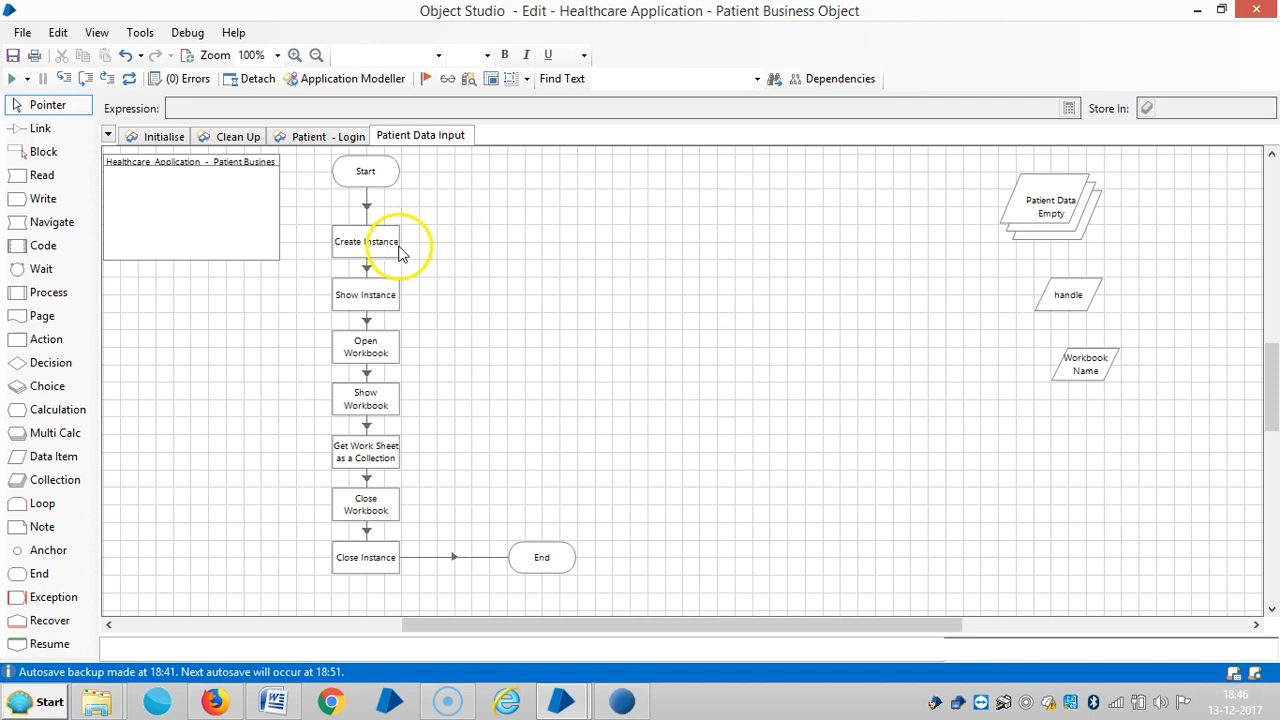 Object Studio - Edit - Healthcare Application - Patient Business Object
File Edit View Tools Debug Help
Zoom 100% B I U
(0) Errors Detach Application Modeller Find Text Dependencies
Pointer
Expression: Store In:
Link
Initialise Clean Up Patient - Login Patient Data Input
Block
Read
Write
Navigate
Code
Wait
Process
Page
Action
Decision
Choice
Calculation
Multi Calc
Data Item
Collection
Loop
Note
Anchor
End
Exception
Recover
Resume
Healthcare Application - Patient Busines
Start
Create Instance
Show Instance
Open
Workbook
Show
Workbook
Get Work Sheet
as a Collection
Close
Workbook
Close Instance
End
Patient Data
Empty
handle
Workbook
Name
Autosave backup made at 18:41. Next autosave will occur at 18:51.
Start
18:46
13-12-2017